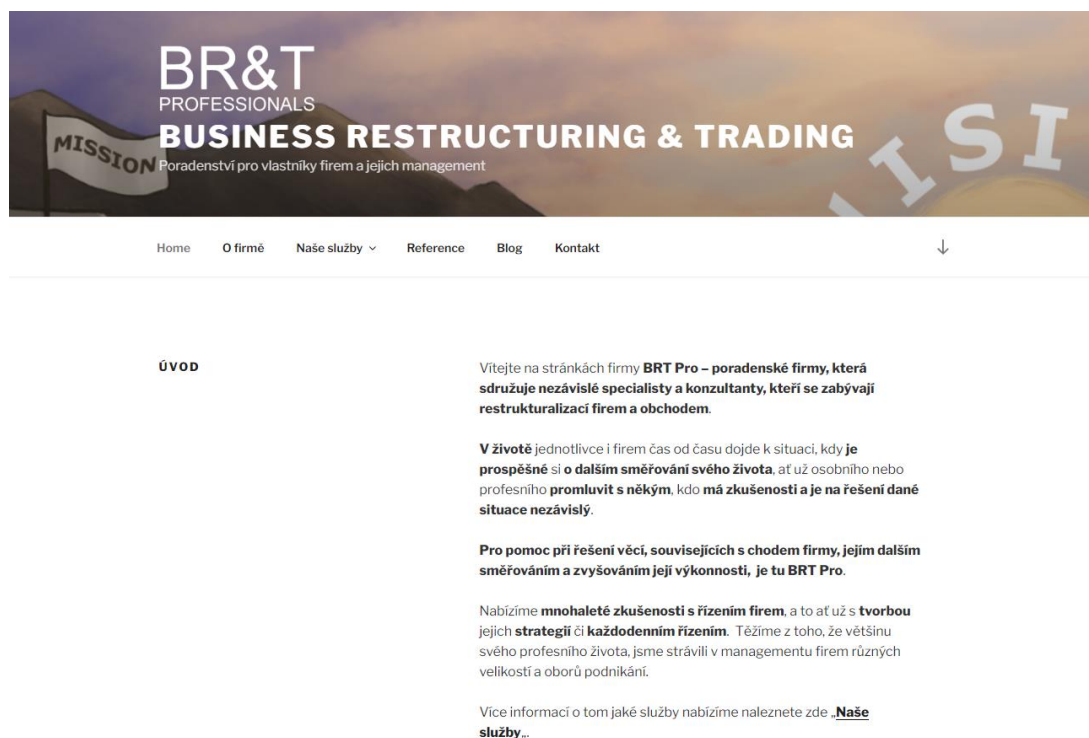 BR&T
PROFESSIONALS
BUSINESS RESTRUCTURING & TRADING
Poradenství pro vlastníky firem a jejich management
MISSION
ISI
Home
O firmě
Naše služby
Reference
Blog
Kontakt
ÚVOD
Vítejte na stránkách firmy BRT Pro – poradenské firmy, která
sdružuje nezávislé specialisty a konzultanty, kteří se zabývají
restrukturalizací firem a obchodem.
V životě jednotlivce i firem čas od času dojde k situaci, kdy je
prospěšné si o dalším směřování svého života, ať už osobního nebo
profesního promluvit s někým, kdo má zkušenosti a je na řešení dané
situace nezávislý.
Pro pomoc při řešení věcí, souvisejících s chodem firmy, jejím dalším
směřováním a zvyšováním její výkonnosti, je tu BRT Pro.
Nabízíme mnohaleté zkušenosti s řízením firem, a to ať už s tvorbou
jejich strategií či každodenním řízením. Těžíme z toho, že většinu
svého profesního života, jsme strávili v managementu firem různých
velikostí a oborů podnikání.
Více informací o tom jaké služby nabízíme naleznete zde „Naše
služby„.